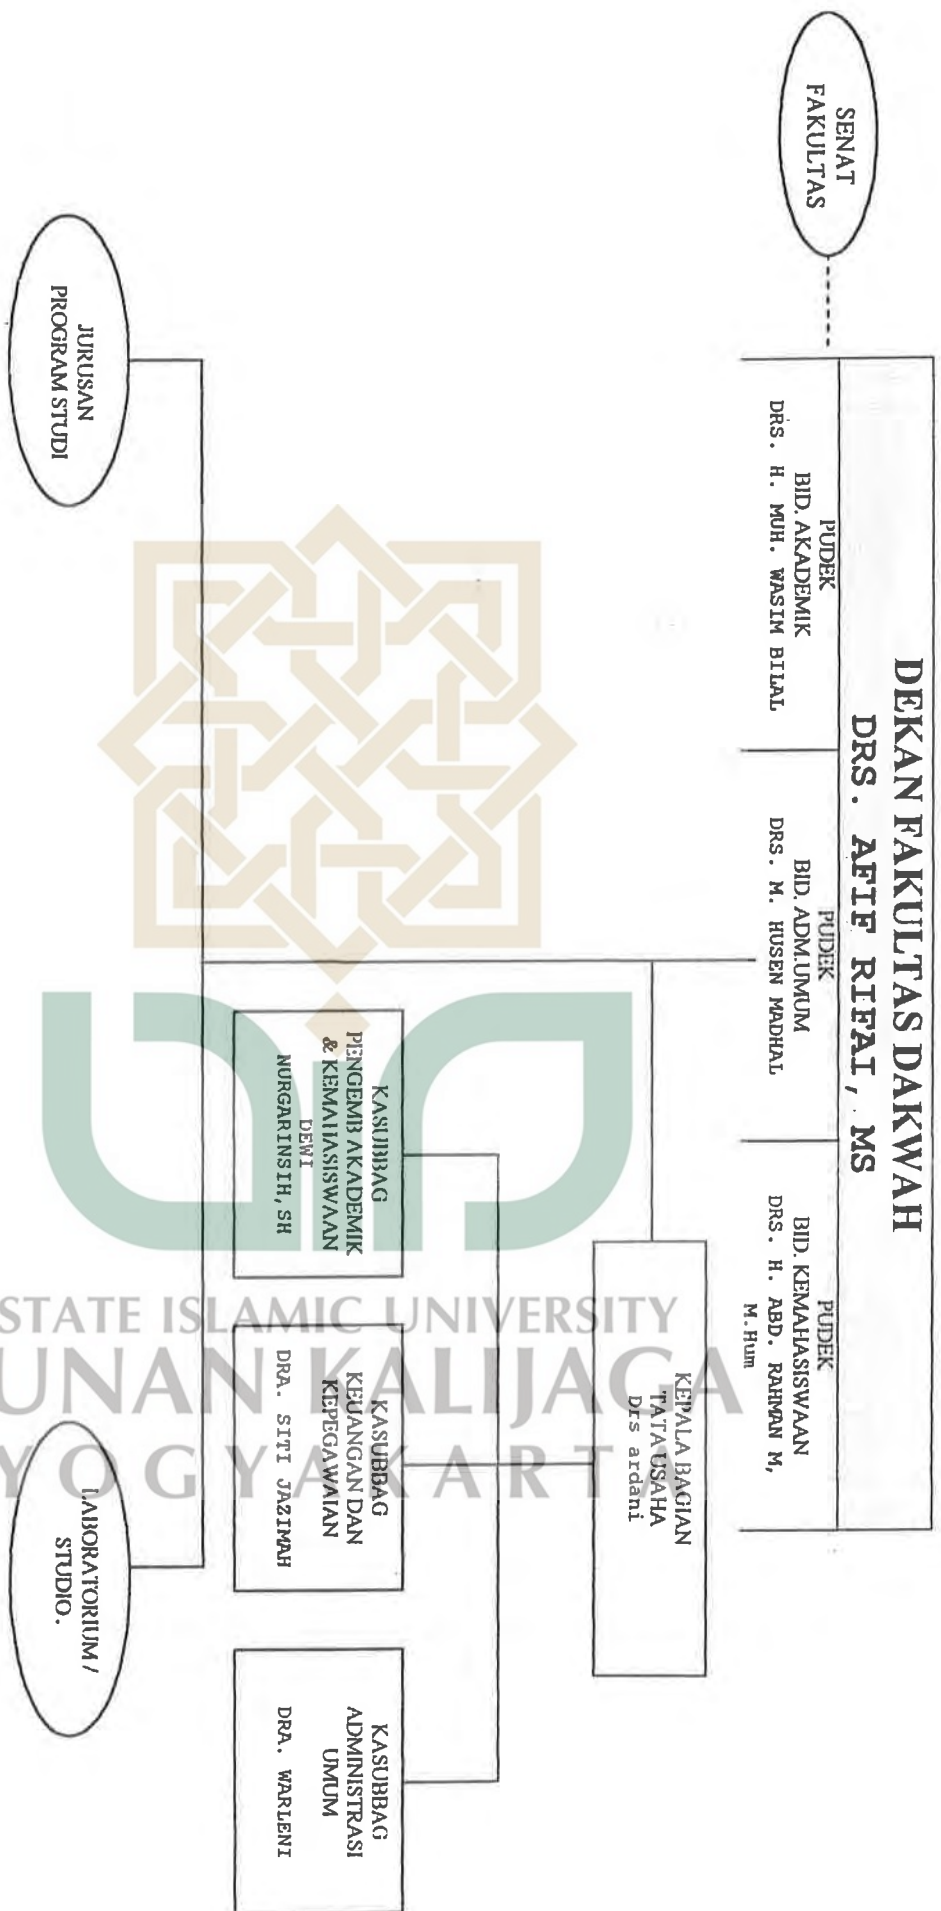 DEKAN FAKULTAS DAKWAH
DRS. AFIF RIFAI, MS
SENAT
FAKULTAS
PUDEK
BID. AKADEMIK
DRS. H. MUH. WASIM BILAL
PUDEK
BID. ADM.UMUM
DRS. M. HUSEN MADHAL
PUDEK
BID. KEMAHASISWAAN
DRS. H. ABD. RAHMAN M,
M.Hum
KEPALA BAGIAN
TATA USAHA
Drs ardani
KASUBBAG
PENGEMB AKADEMIK
& KEMAHASISWAAN
DEWI
NURGARINSIH, SH
KASUBBAG
KEUANGAN DAN
KEPEGAWAIAN
DRA. SITI JAZIMAH
KASUBBAG
ADMINISTRASI
UMUM
DRA. WARLENI
JURUSAN
PROGRAM STUDI
LABORATORIUM /
STUDIO.
STATE ISLAMIC UNIVERSITY
UNAN KALIJAGA
YOGYAKARTA